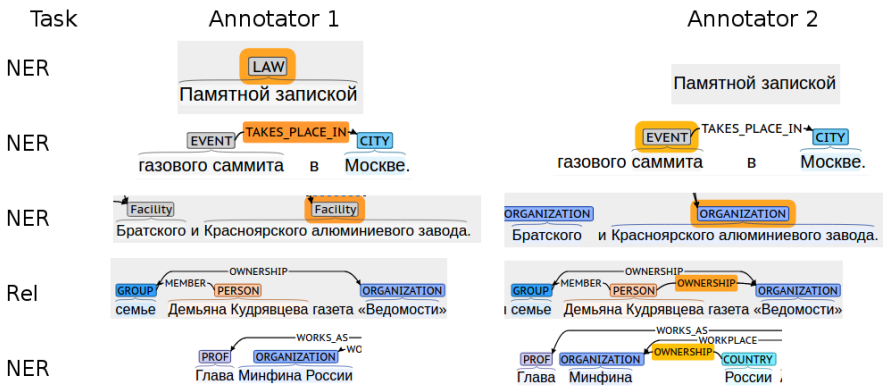 Task Annotator 1 Annotator 2
NER LAW
Памятной запиской Памятной запиской
NER EVENT TAKES_PLACE_IN CITY EVENT TAKES_PLACE_IN CITY
газового саммита в Москве. газового саммита в Москве.
NER Facility Facility ORGANIZATION ORGANIZATION
Братского и Красноярского алюминиевого завода. Братского и Красноярского алюминиевого завода.
OWNERSHIP OWNERSHIP
Rel GROUP MEMBER PERSON ORGANIZATION GROUP MEMBER PERSON OWNERSHIP ORGANIZATION
семье Демьяна Кудрявцева газета «Ведомости» и семье Демьяна Кудрявцева газета «Ведомости»
WORKS_AS WORKS_AS
WORKPLACE
NER PROF ORGANIZATION WO PROF ORGANIZATION OWNERSHIP COUNTRY
Глава Минфина России Глава Минфина России